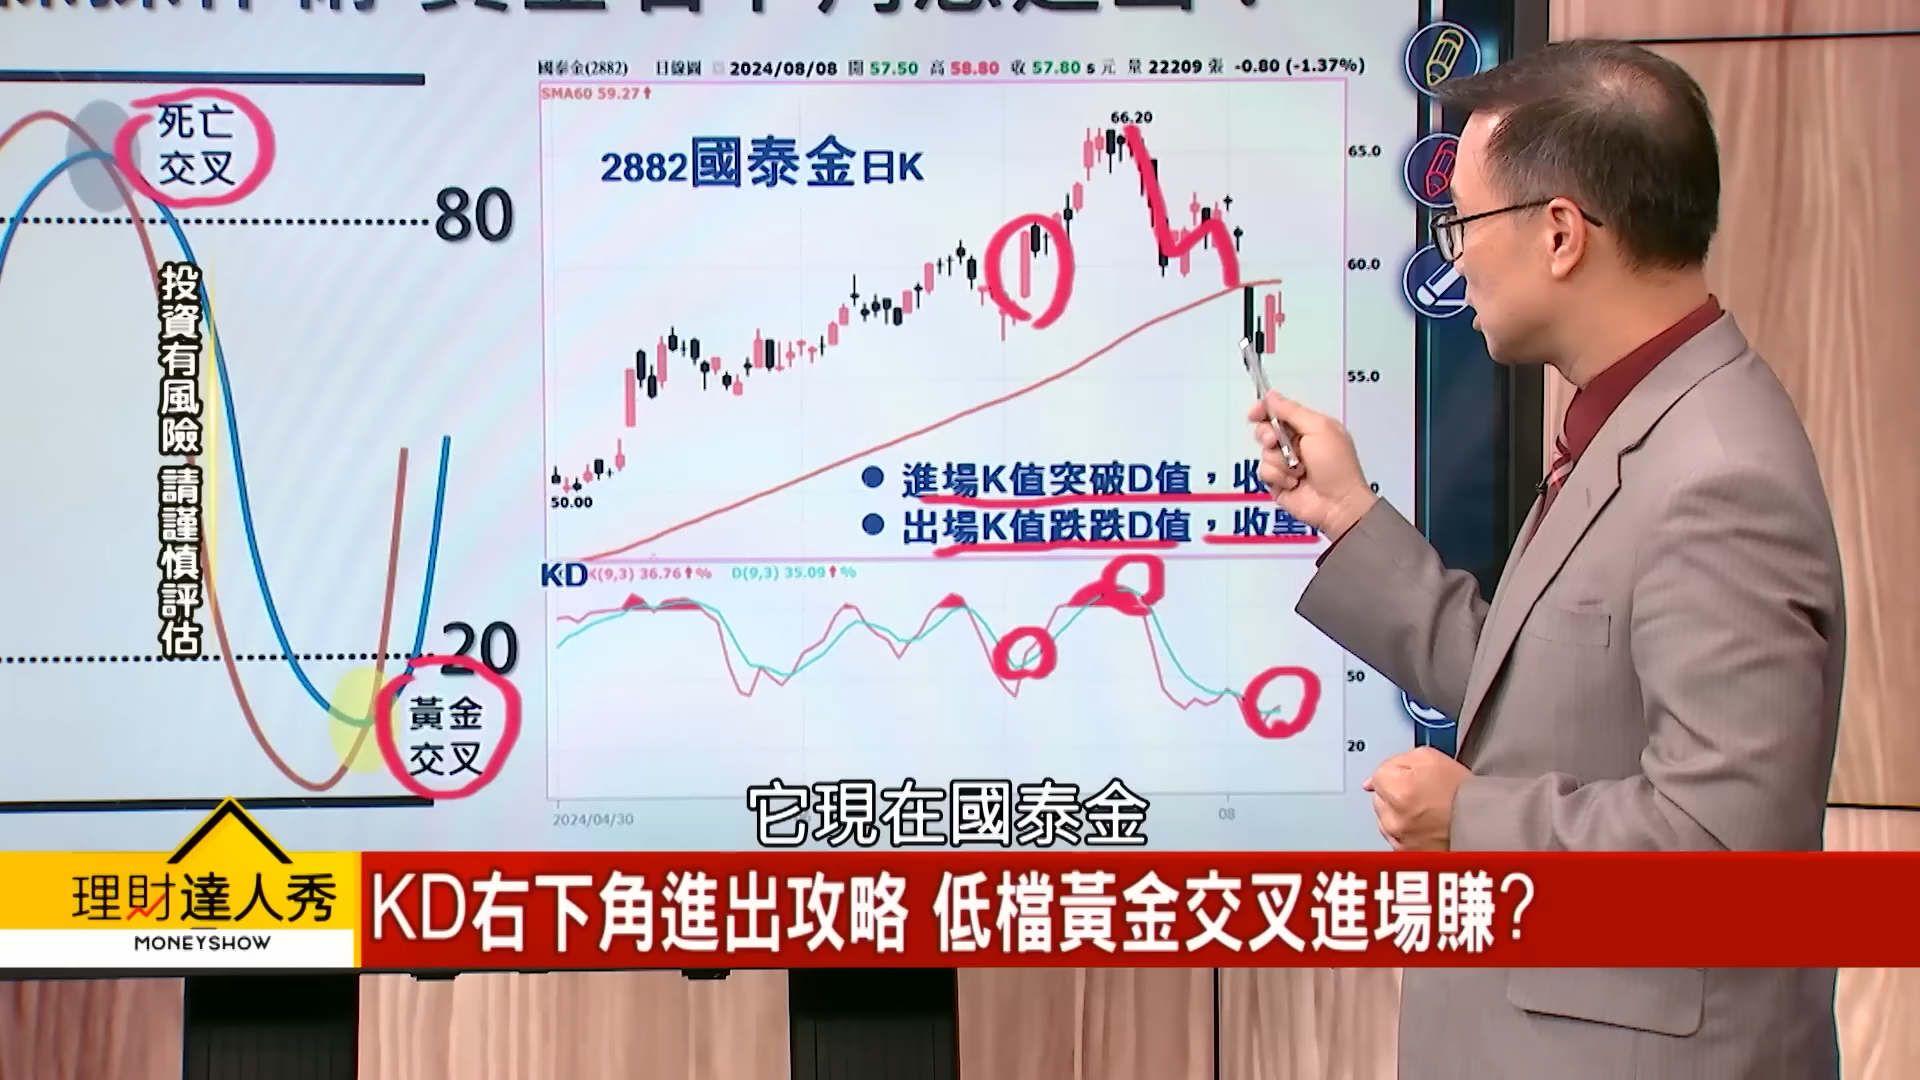 國泰金(2882) 日線圖 2024/08/08 開 57.50 高 58.80 收 57.80 s 元 量 22209 張 -0.80 (-1.37%)
SMA60 59.27↑
死亡
交叉
80
2882國泰金日K
66.20
65.0
60.0
55.0
50.00
投資有風險 請謹慎評估
● 進場K值突破D值，收
● 出場K值跌跌D值，收黑
KD
K(9,3) 36.76↑% D(9,3) 35.09↑%
20
黃金
交叉
50
20
2024/04/30
08
它現在國泰金
理財達人秀
MONEYSHOW
KD右下角進出攻略 低檔黃金交叉進場賺?